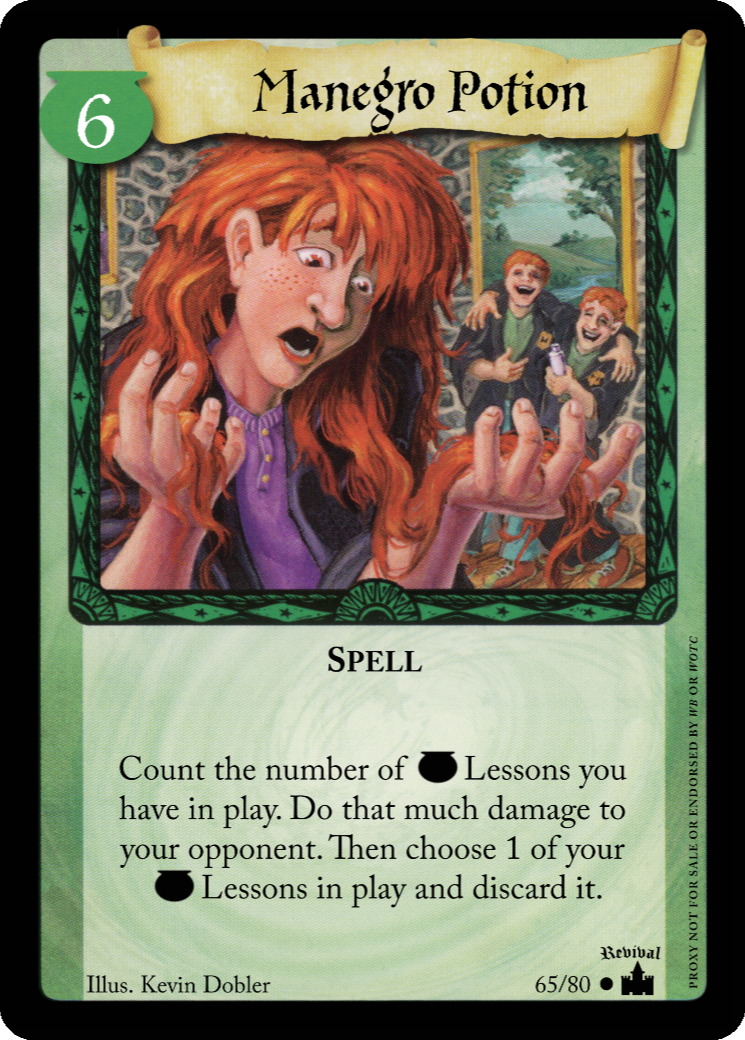 6
Manegro Potion
SPELL
Count the number of Lessons you
have in play. Do that much damage to
your opponent. Then choose 1 of your
Lessons in play and discard it.
PROXY NOT FOR SALE OR ENDORSED BY WB OR WOTC
Revival
Illus. Kevin Dobler
65/80